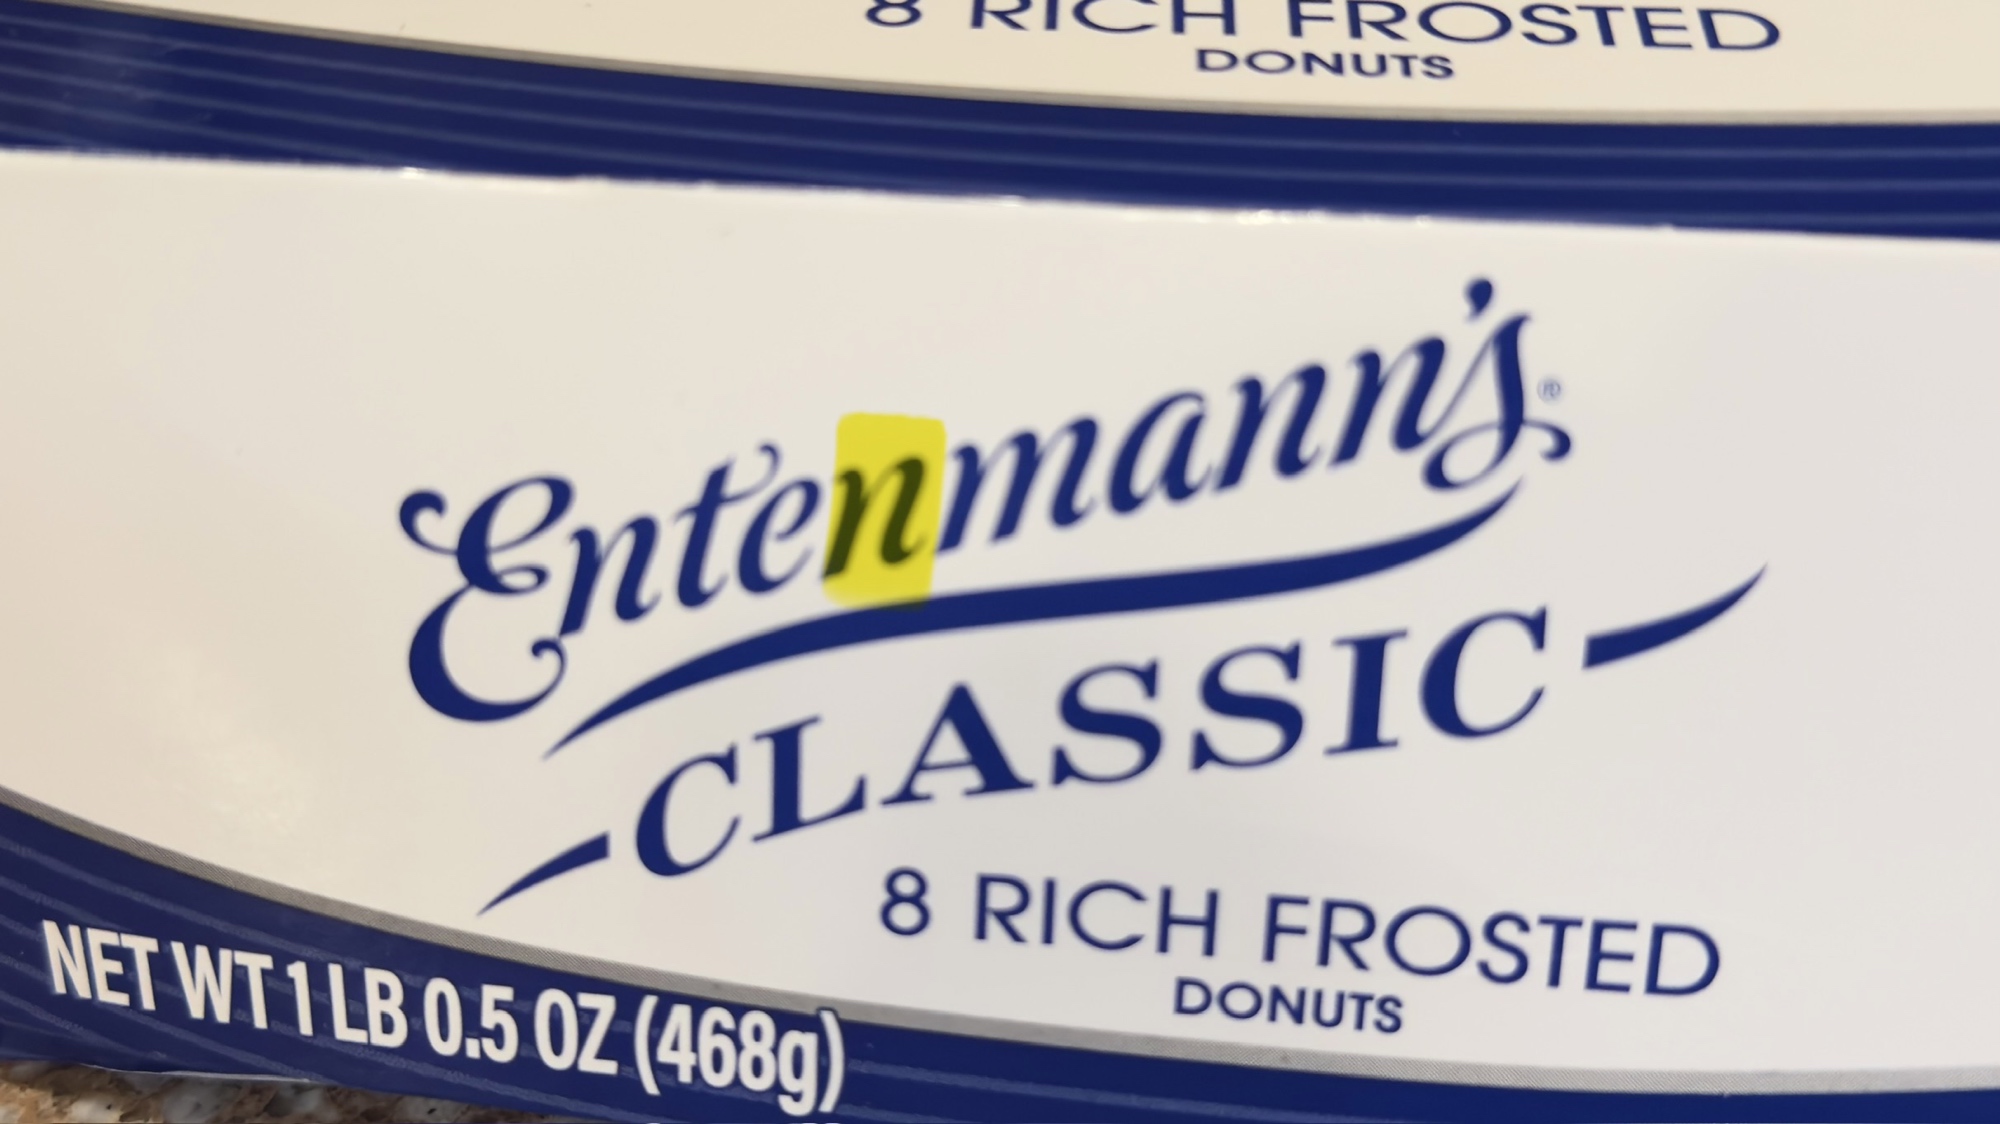 8 RICH FROSTED
DONUTS
Entenmann's®
CLASSIC
8 RICH FROSTED
DONUTS
NET WT 1 LB 0.5 OZ (468g)